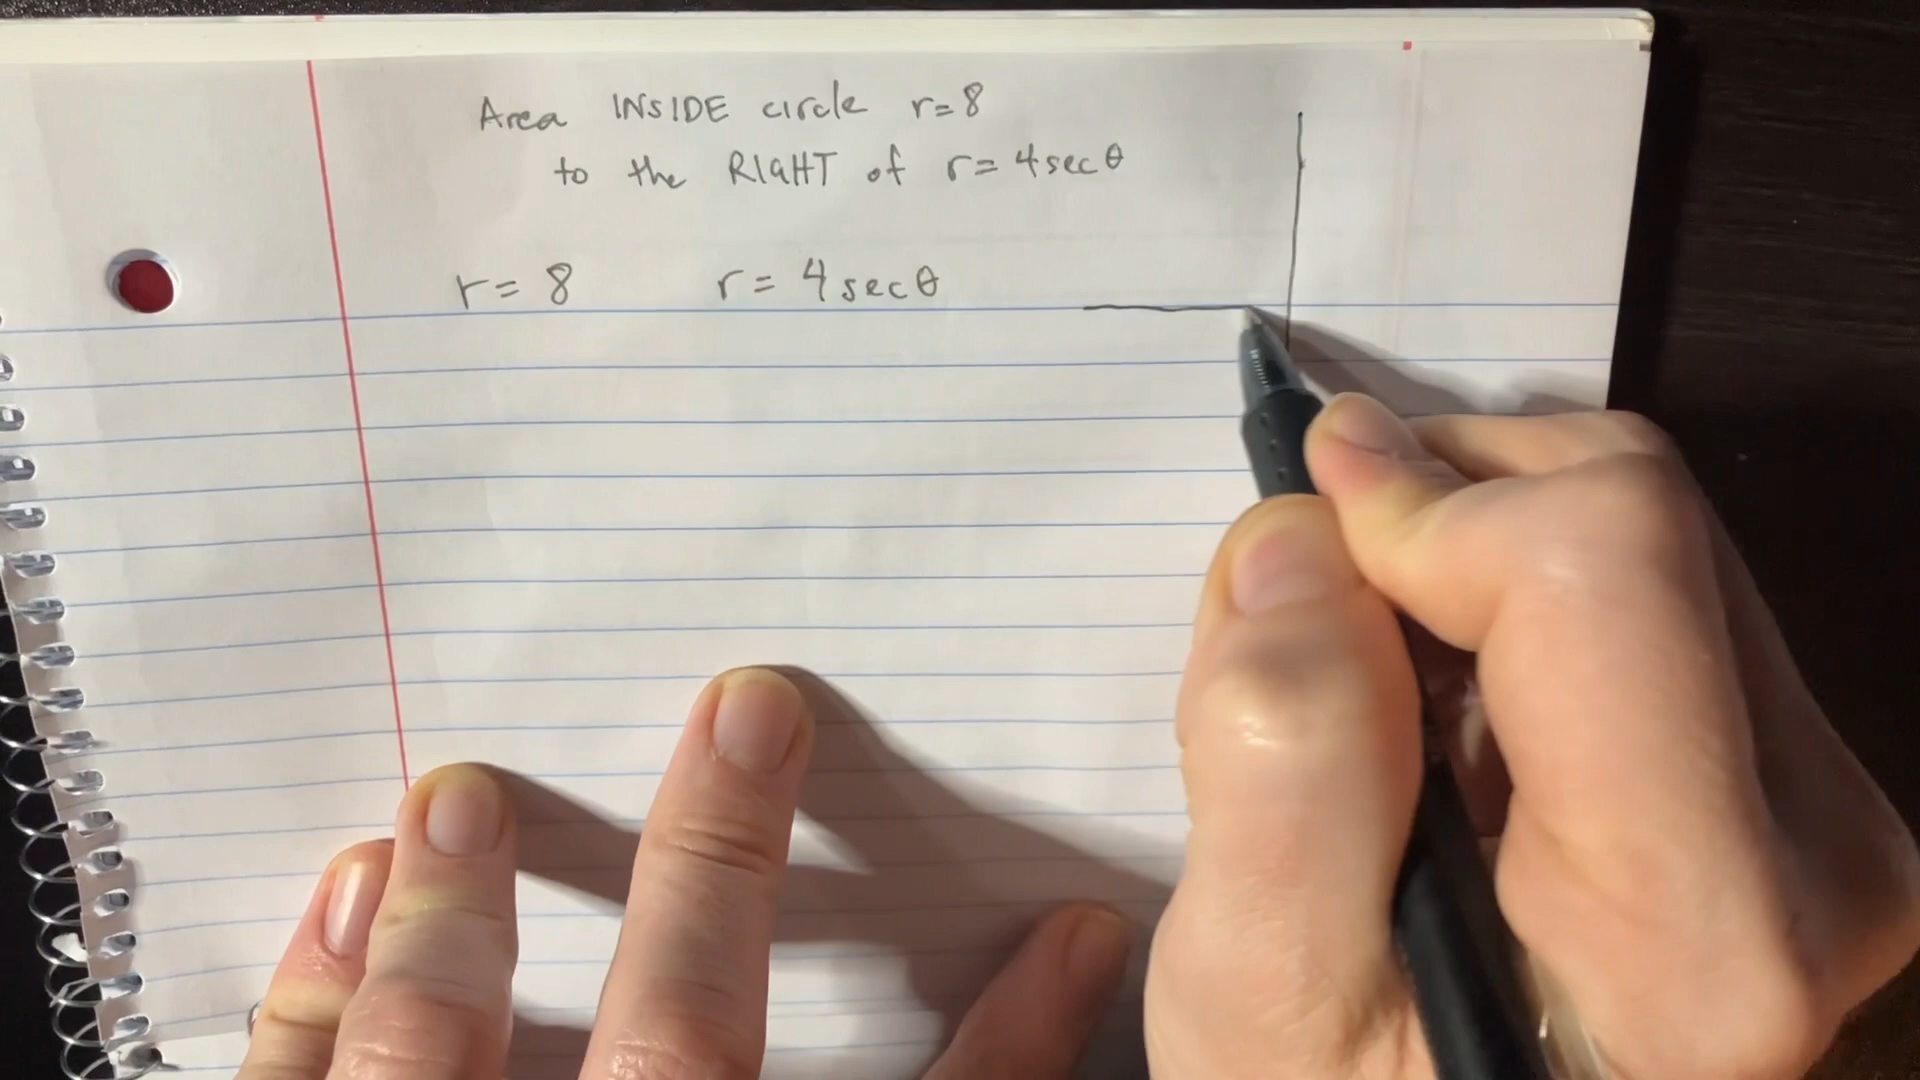 Area INSIDE circle r=8
to the RIGHT of r= 4secθ
r= 8 r= 4secθ